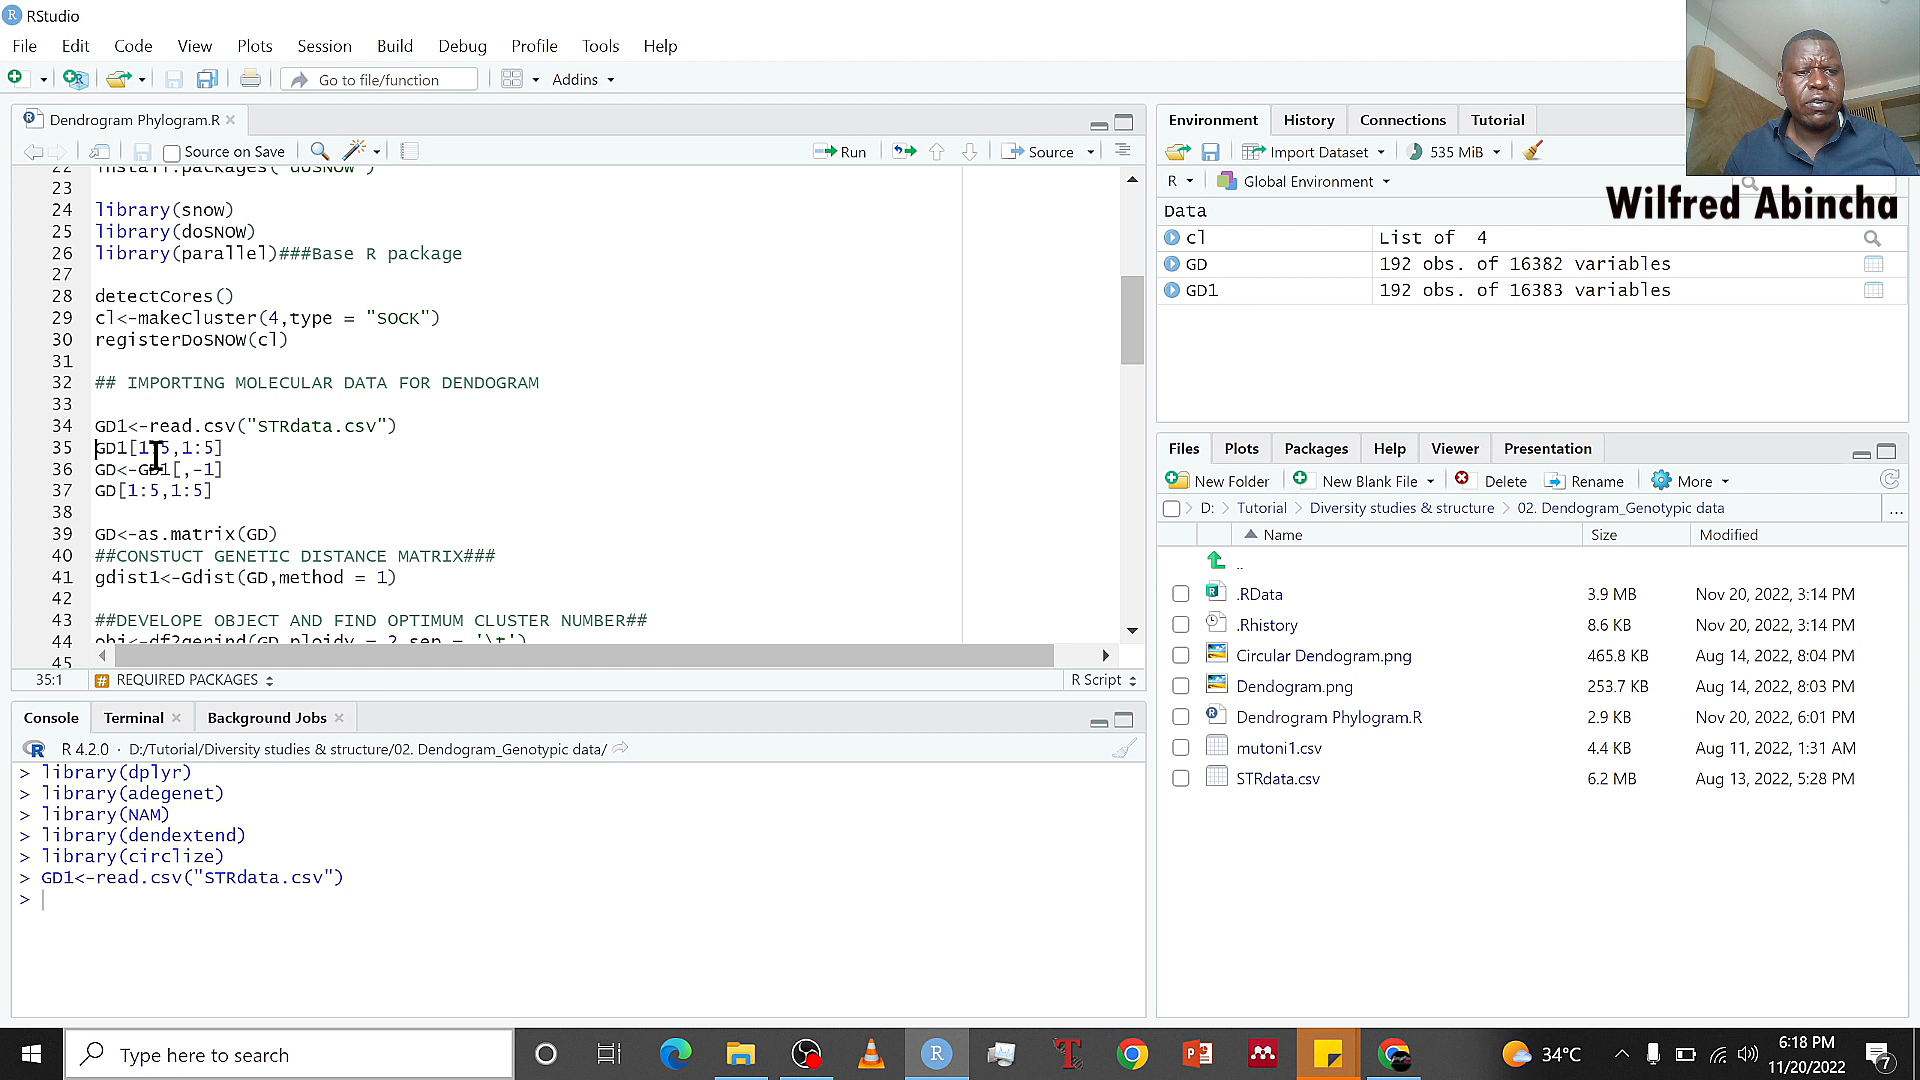 RStudio
File Edit Code View Plots Session Build Debug Profile Tools Help
Go to file/function Addins
Dendrogram Phylogram.R
Source on Save Run Source
22 install.packages("doSNOW")
23
24 library(snow)
25 library(doSNOW)
26 library(parallel)###Base R package
27
28 detectCores()
29 cl<-makeCluster(4,type = "SOCK")
30 registerDoSNOW(cl)
31
32 ## IMPORTING MOLECULAR DATA FOR DENDOGRAM
33
34 GD1<-read.csv("STRdata.csv")
35 GD1[1:5,1:5]
36 GD<-GD1[,-1]
37 GD[1:5,1:5]
38
39 GD<-as.matrix(GD)
40 ##CONSTUCT GENETIC DISTANCE MATRIX###
41 gdist1<-Gdist(GD,method = 1)
42
43 ##DEVELOPE OBJECT AND FIND OPTIMUM CLUSTER NUMBER##
44 obj<-df2genind(GD,ploidy = 2,sep = '\t')
45
35:1 # REQUIRED PACKAGES R Script
Console Terminal Background Jobs
R 4.2.0 · D:/Tutorial/Diversity studies & structure/02. Dendogram_Genotypic data/
> library(dplyr)
> library(adegenet)
> library(NAM)
> library(dendextend)
> library(circlize)
> GD1<-read.csv("STRdata.csv")
>
Environment History Connections Tutorial
Import Dataset 535 MiB
R Global Environment
Wilfred Abincha
Data
cl List of 4
GD 192 obs. of 16382 variables
GD1 192 obs. of 16383 variables
Files Plots Packages Help Viewer Presentation
New Folder New Blank File Delete Rename More
D: Tutorial Diversity studies & structure 02. Dendogram_Genotypic data ...
Name Size Modified
..
.RData 3.9 MB Nov 20, 2022, 3:14 PM
.Rhistory 8.6 KB Nov 20, 2022, 3:14 PM
Circular Dendogram.png 465.8 KB Aug 14, 2022, 8:04 PM
Dendogram.png 253.7 KB Aug 14, 2022, 8:03 PM
Dendrogram Phylogram.R 2.9 KB Nov 20, 2022, 6:01 PM
mutoni1.csv 4.4 KB Aug 11, 2022, 1:31 AM
STRdata.csv 6.2 MB Aug 13, 2022, 5:28 PM
Type here to search
34°C
6:18 PM
11/20/2022
7